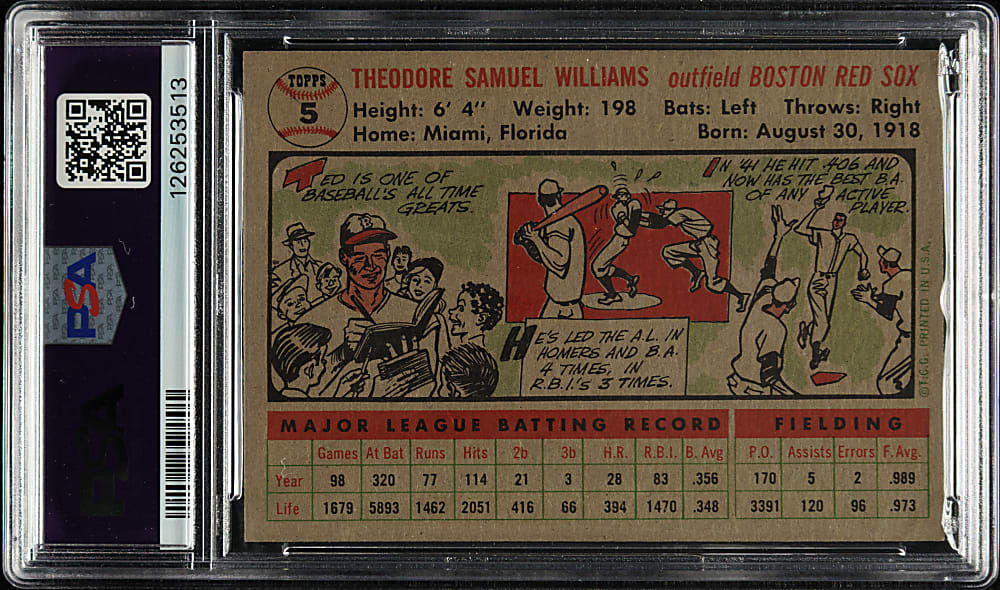 126253513
PSA
PSA
TOPPS
5
THEODORE SAMUEL WILLIAMS outfield BOSTON RED SOX
Height: 6' 4" Weight: 198 Bats: Left Throws: Right
Home: Miami, Florida Born: August 30, 1918
TED IS ONE OF
BASEBALL'S ALL TIME
GREATS.
B
HE'S LED THE A.L. IN
HOMERS AND B.A.
4 TIMES, IN
R.B.I.'S 3 TIMES.
IN '41 HE HIT .406 AND
NOW HAS THE BEST B.A.
OF ANY ACTIVE
PLAYER.
© T.C.G. PRINTED IN U.S.A.
MAJOR LEAGUE BATTING RECORD FIELDING
Games At Bat Runs Hits 2b 3b H.R. R.B.I. B. Avg P.O. Assists Errors F. Avg.
Year 98 320 77 114 21 3 28 83 .356 170 5 2 .989
Life 1679 5893 1462 2051 416 66 394 1470 .348 3391 120 96 .973